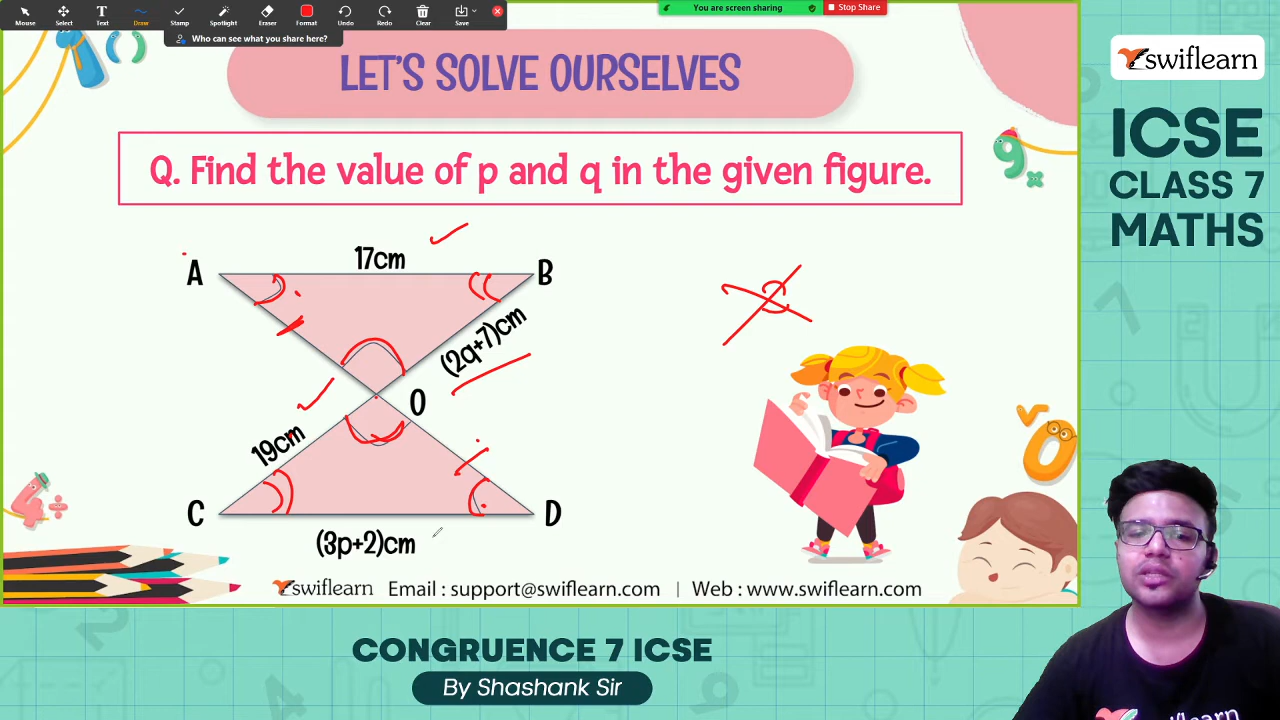 Mouse Select Text Draw Stamp Spotlight Eraser Format Undo Redo Clear Save
You are screen sharing Stop Share
Who can see what you share here?
LET'S SOLVE OURSELVES
swiflearn
ICSE
CLASS 7
MATHS
Q. Find the value of p and q in the given figure.
17cm
A
B
(2q+7)cm
O
19cm
C
D
(3p+2)cm
swiflearn Email : support@swiflearn.com | Web : www.swiflearn.com
CONGRUENCE 7 ICSE
By Shashank Sir